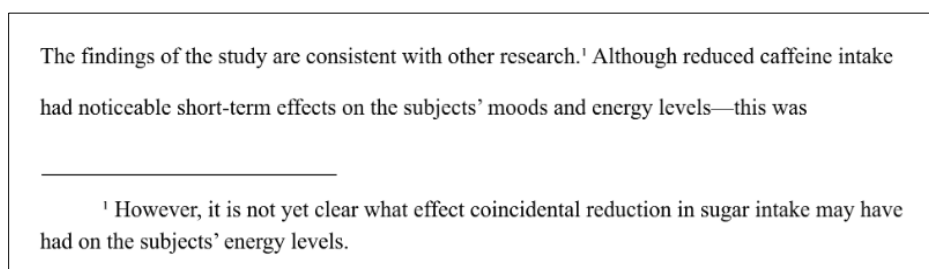 The findings of the study are consistent with other research.¹ Although reduced caffeine intake
had noticeable short-term effects on the subjects’ moods and energy levels—this was
¹ However, it is not yet clear what effect coincidental reduction in sugar intake may have
had on the subjects’ energy levels.